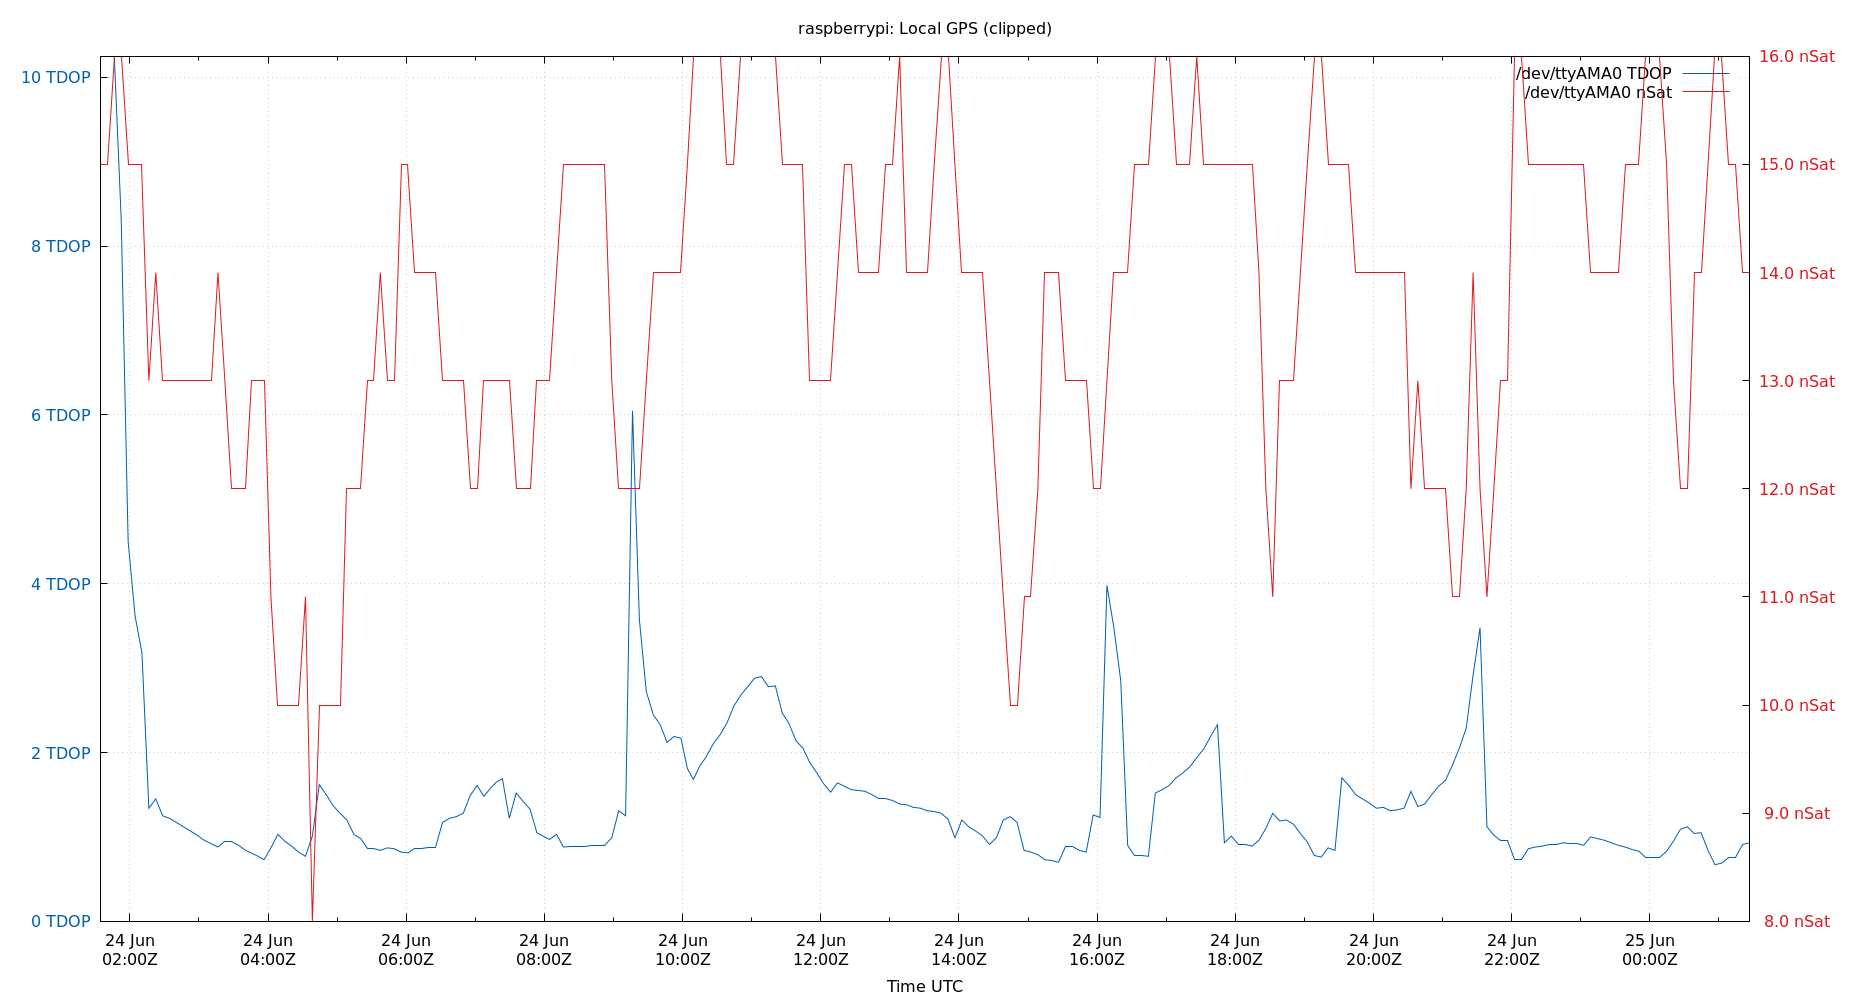 raspberrypi: Local GPS (clipped)
10 TDOP
8 TDOP
6 TDOP
4 TDOP
2 TDOP
0 TDOP
/dev/ttyAMA0 TDOP
/dev/ttyAMA0 nSat
16.0 nSat
15.0 nSat
14.0 nSat
13.0 nSat
12.0 nSat
11.0 nSat
10.0 nSat
9.0 nSat
8.0 nSat
24 Jun 24 Jun 24 Jun 24 Jun 24 Jun 24 Jun 24 Jun 24 Jun 24 Jun 24 Jun 24 Jun 25 Jun
02:00Z 04:00Z 06:00Z 08:00Z 10:00Z 12:00Z 14:00Z 16:00Z 18:00Z 20:00Z 22:00Z 00:00Z
Time UTC